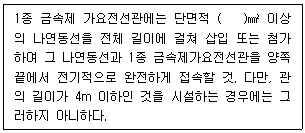 1종 금속제 가요전선관에는 단면적 (   )㎟ 이상
의 나연동선을 전체 길이에 걸쳐 삽입 또는 첨가
하여 그 나연동선과 1종 금속제가요전선관을 양쪽
끝에서 전기적으로 완전하게 접속할 것. 다만, 관
의 길이가 4m 이하인 것을 시설하는 경우에는 그
러하지 아니하다.